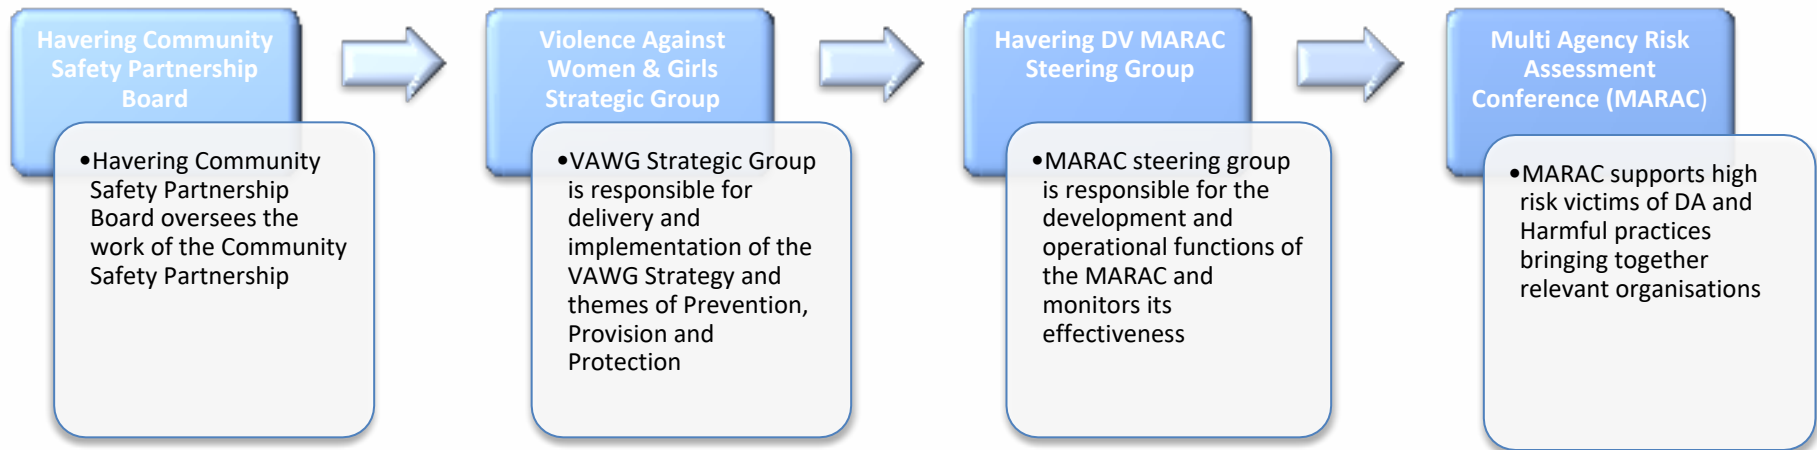 Havering Community
Safety Partnership
Board
•Havering Community
Safety Partnership
Board oversees the
work of the Community
Safety Partnership
Violence Against
Women & Girls
Strategic Group
•VAWG Strategic Group
is responsible for
delivery and
implementation of the
VAWG Strategy and
themes of Prevention,
Provision and
Protection
Havering DV MARAC
Steering Group
•MARAC steering group
is responsible for the
development and
operational functions of
the MARAC and
monitors its
effectiveness
Multi Agency Risk
Assessment
Conference (MARAC)
•MARAC supports high
risk victims of DA and
Harmful practices
bringing together
relevant organisations